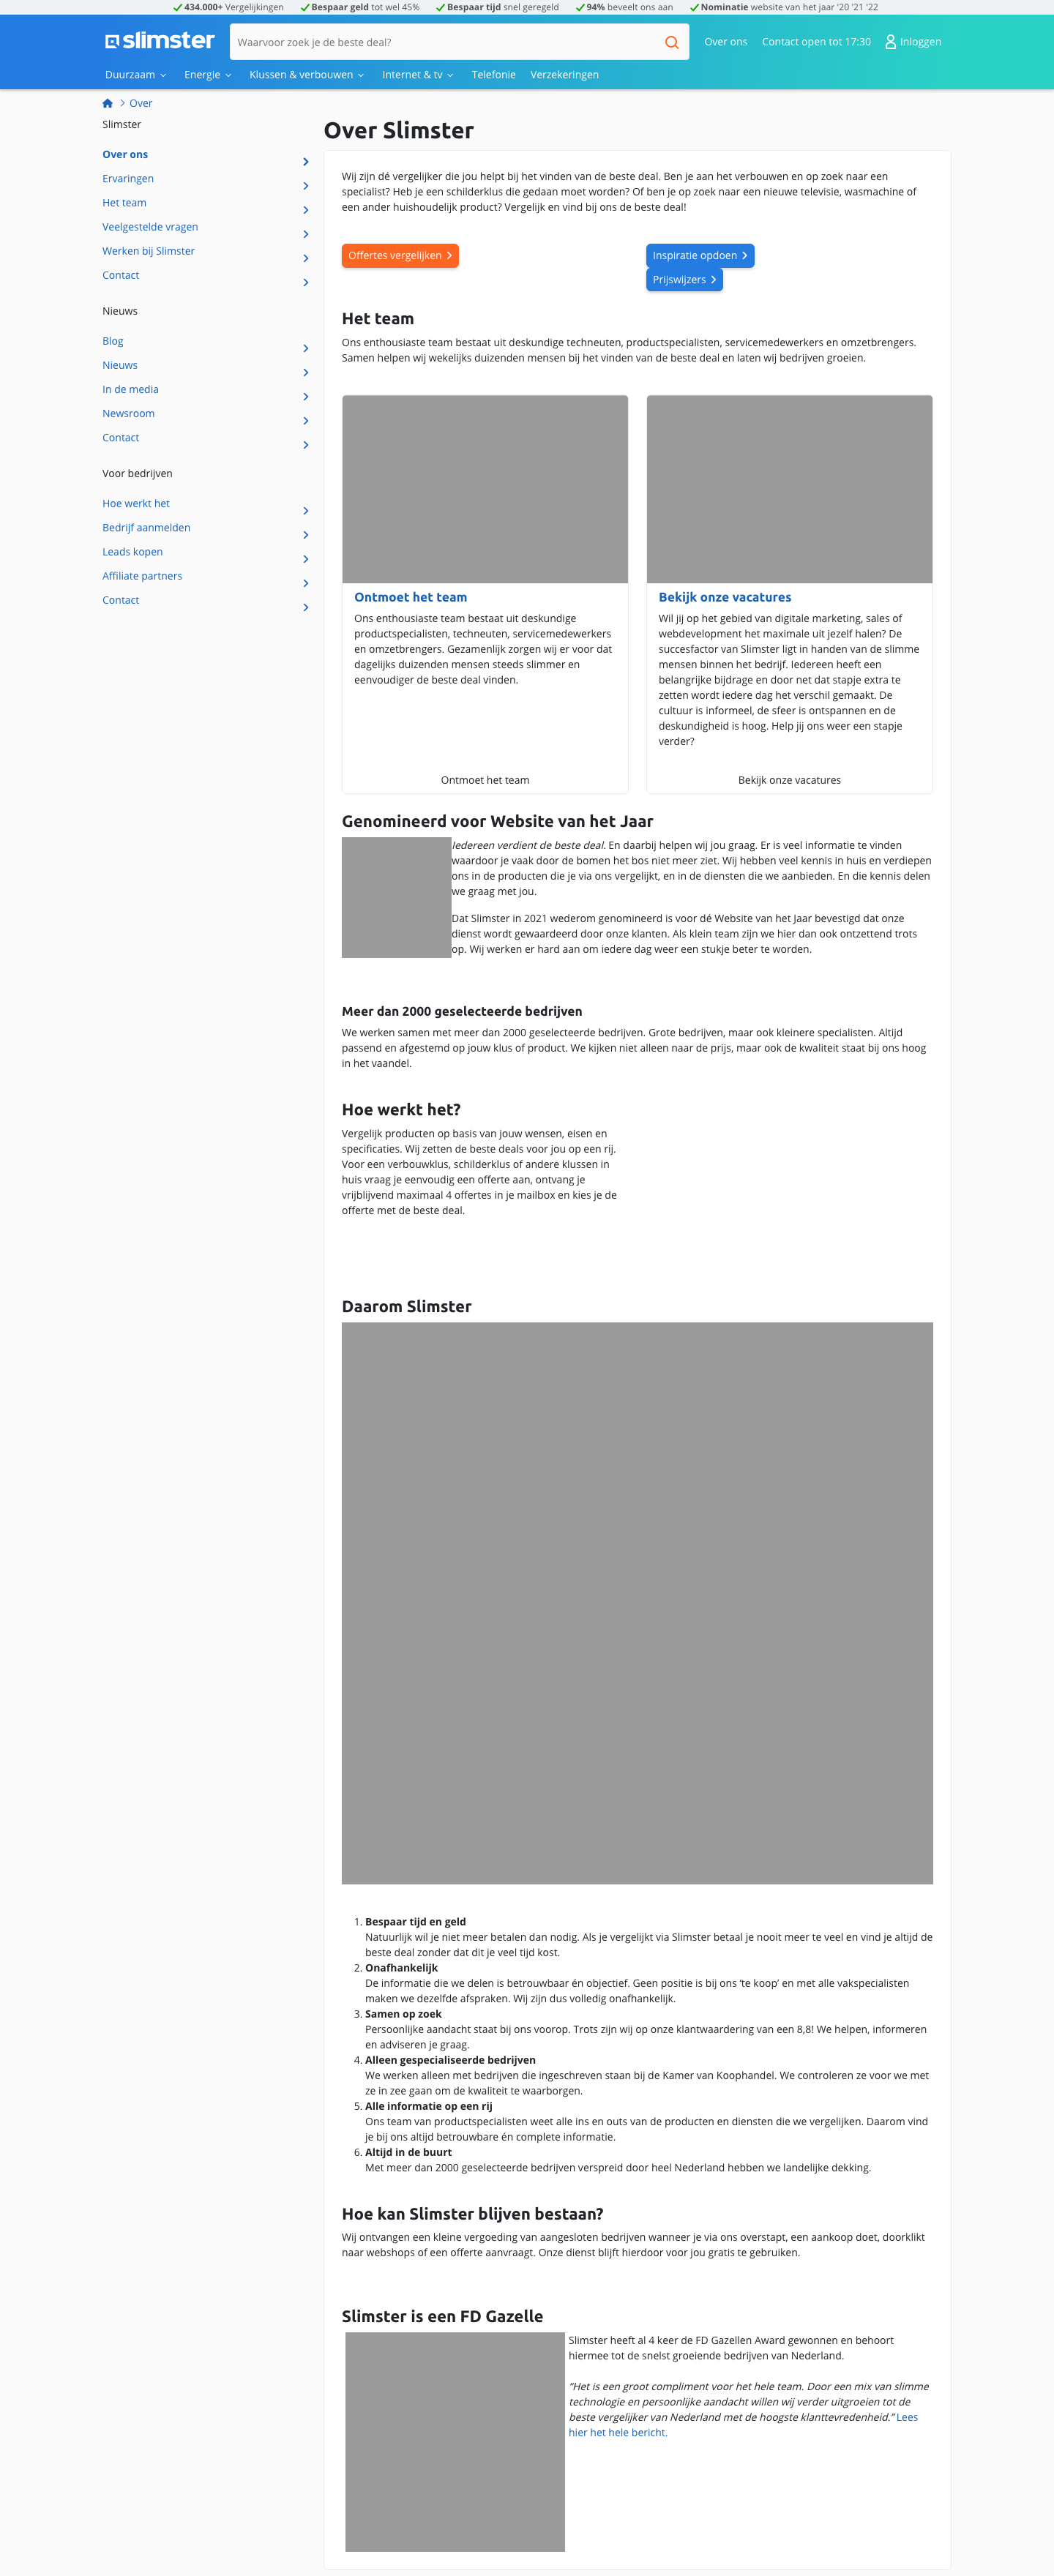 434.000+ Vergelijkingen Bespaar geld tot wel 45% Bespaar tijd snel geregeld 94% beveelt ons aan Nominatie website van het jaar '20 '21 '22
slimster
Waarvoor zoek je de beste deal?
Over ons Contact open tot 17:30 Inloggen
Duurzaam Energie Klussen & verbouwen Internet & tv Telefonie Verzekeringen
Over
Slimster
Over ons
Ervaringen
Het team
Veelgestelde vragen
Werken bij Slimster
Contact
Nieuws
Blog
Nieuws
In de media
Newsroom
Contact
Voor bedrijven
Hoe werkt het
Bedrijf aanmelden
Leads kopen
Affiliate partners
Contact
Over Slimster
Wij zijn dé vergelijker die jou helpt bij het vinden van de beste deal. Ben je aan het verbouwen en op zoek naar een
specialist? Heb je een schilderklus die gedaan moet worden? Of ben je op zoek naar een nieuwe televisie, wasmachine of
een ander huishoudelijk product? Vergelijk en vind bij ons de beste deal!
Offertes vergelijken
Inspiratie opdoen
Prijswijzers
Het team
Ons enthousiaste team bestaat uit deskundige techneuten, productspecialisten, servicemedewerkers en omzetbrengers.
Samen helpen wij wekelijks duizenden mensen bij het vinden van de beste deal en laten wij bedrijven groeien.
Ontmoet het team
Ons enthousiaste team bestaat uit deskundige
productspecialisten, techneuten, servicemedewerkers
en omzetbrengers. Gezamenlijk zorgen wij er voor dat
dagelijks duizenden mensen steeds slimmer en
eenvoudiger de beste deal vinden.
Ontmoet het team
Bekijk onze vacatures
Wil jij op het gebied van digitale marketing, sales of
webdevelopment het maximale uit jezelf halen? De
succesfactor van Slimster ligt in handen van de slimme
mensen binnen het bedrijf. Iedereen heeft een
belangrijke bijdrage en door net dat stapje extra te
zetten wordt iedere dag het verschil gemaakt. De
cultuur is informeel, de sfeer is ontspannen en de
deskundigheid is hoog. Help jij ons weer een stapje
verder?
Bekijk onze vacatures
Genomineerd voor Website van het Jaar
Iedereen verdient de beste deal. En daarbij helpen wij jou graag. Er is veel informatie te vinden
waardoor je vaak door de bomen het bos niet meer ziet. Wij hebben veel kennis in huis en verdiepen
ons in de producten die je via ons vergelijkt, en in de diensten die we aanbieden. En die kennis delen
we graag met jou.
Dat Slimster in 2021 wederom genomineerd is voor dé Website van het Jaar bevestigd dat onze
dienst wordt gewaardeerd door onze klanten. Als klein team zijn we hier dan ook ontzettend trots
op. Wij werken er hard aan om iedere dag weer een stukje beter te worden.
Meer dan 2000 geselecteerde bedrijven
We werken samen met meer dan 2000 geselecteerde bedrijven. Grote bedrijven, maar ook kleinere specialisten. Altijd
passend en afgestemd op jouw klus of product. We kijken niet alleen naar de prijs, maar ook de kwaliteit staat bij ons hoog
in het vaandel.
Hoe werkt het?
Vergelijk producten op basis van jouw wensen, eisen en
specificaties. Wij zetten de beste deals voor jou op een rij.
Voor een verbouwklus, schilderklus of andere klussen in
huis vraag je eenvoudig een offerte aan, ontvang je
vrijblijvend maximaal 4 offertes in je mailbox en kies je de
offerte met de beste deal.
Daarom Slimster
1. Bespaar tijd en geld
Natuurlijk wil je niet meer betalen dan nodig. Als je vergelijkt via Slimster betaal je nooit meer te veel en vind je altijd de
beste deal zonder dat dit je veel tijd kost.
2. Onafhankelijk
De informatie die we delen is betrouwbaar én objectief. Geen positie is bij ons ‘te koop’ en met alle vakspecialisten
maken we dezelfde afspraken. Wij zijn dus volledig onafhankelijk.
3. Samen op zoek
Persoonlijke aandacht staat bij ons voorop. Trots zijn wij op onze klantwaardering van een 8,8! We helpen, informeren
en adviseren je graag.
4. Alleen gespecialiseerde bedrijven
We werken alleen met bedrijven die ingeschreven staan bij de Kamer van Koophandel. We controleren ze voor we met
ze in zee gaan om de kwaliteit te waarborgen.
5. Alle informatie op een rij
Ons team van productspecialisten weet alle ins en outs van de producten en diensten die we vergelijken. Daarom vind
je bij ons altijd betrouwbare én complete informatie.
6. Altijd in de buurt
Met meer dan 2000 geselecteerde bedrijven verspreid door heel Nederland hebben we landelijke dekking.
Hoe kan Slimster blijven bestaan?
Wij ontvangen een kleine vergoeding van aangesloten bedrijven wanneer je via ons overstapt, een aankoop doet, doorklikt
naar webshops of een offerte aanvraagt. Onze dienst blijft hierdoor voor jou gratis te gebruiken.
Slimster is een FD Gazelle
Slimster heeft al 4 keer de FD Gazellen Award gewonnen en behoort
hiermee tot de snelst groeiende bedrijven van Nederland.
“Het is een groot compliment voor het hele team. Door een mix van slimme
technologie en persoonlijke aandacht willen wij verder uitgroeien tot de
beste vergelijker van Nederland met de hoogste klanttevredenheid.” Lees
hier het hele bericht.